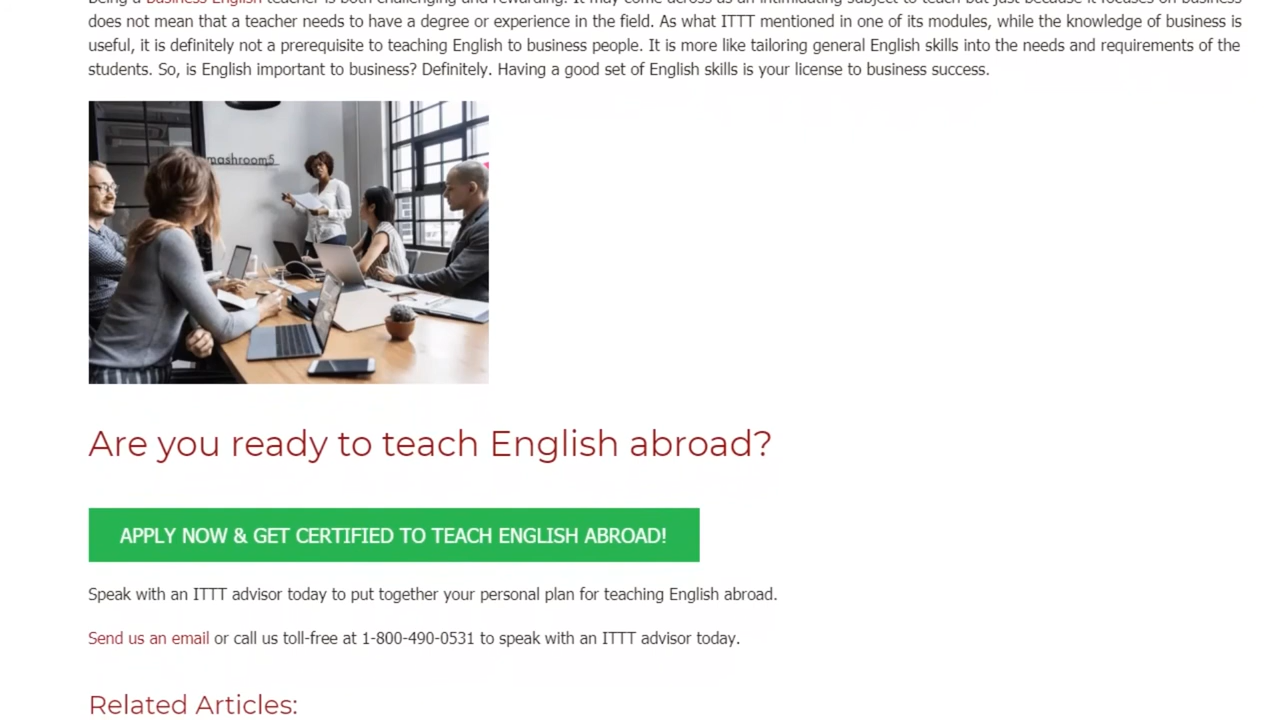 Being a Business English teacher is both challenging and rewarding. It may come across as an intimidating subject to teach but just because it focuses on business
does not mean that a teacher needs to have a degree or experience in the field. As what ITTT mentioned in one of its modules, while the knowledge of business is
useful, it is definitely not a prerequisite to teaching English to business people. It is more like tailoring general English skills into the needs and requirements of the
students. So, is English important to business? Definitely. Having a good set of English skills is your license to business success.
Are you ready to teach English abroad?
APPLY NOW & GET CERTIFIED TO TEACH ENGLISH ABROAD!
Speak with an ITTT advisor today to put together your personal plan for teaching English abroad.
Send us an email or call us toll-free at 1-800-490-0531 to speak with an ITTT advisor today.
Related Articles: